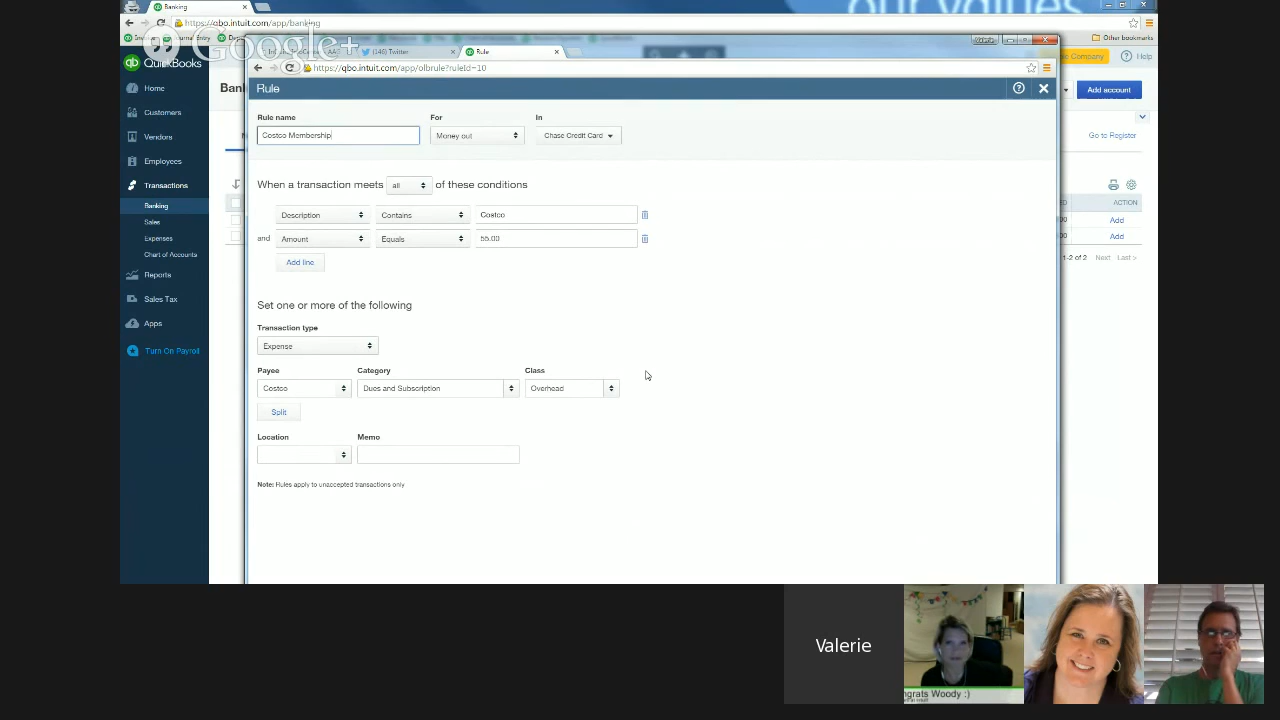 our values
Banking
https://qbo.intuit.com/app/banking
Journal Entry
Other bookmarks
Google+
(146) Twitter
Rule
QuickBooks
https://qbo.intuit.com/app/olbrule?ruleId=10
Company
Help
Home
Rule
Add account
Customers
Rule name
For
In
Vendors
Costco Membership
Money out
Chase Credit Card
Go to Register
Employees
Transactions
When a transaction meets all of these conditions
Banking
ACTION
Sales
Description
Contains
Costco
Add
Expenses
and
Amount
Equals
55.00
Add
Chart of Accounts
Add line
1-2 of 2 Next Last >
Reports
Sales Tax
Set one or more of the following
Apps
Transaction type
Expense
Turn On Payroll
Payee
Category
Class
Costco
Dues and Subscription
Overhead
Split
Location
Memo
Note: Rules apply to unaccepted transactions only
Valerie
ngrats Woody :)